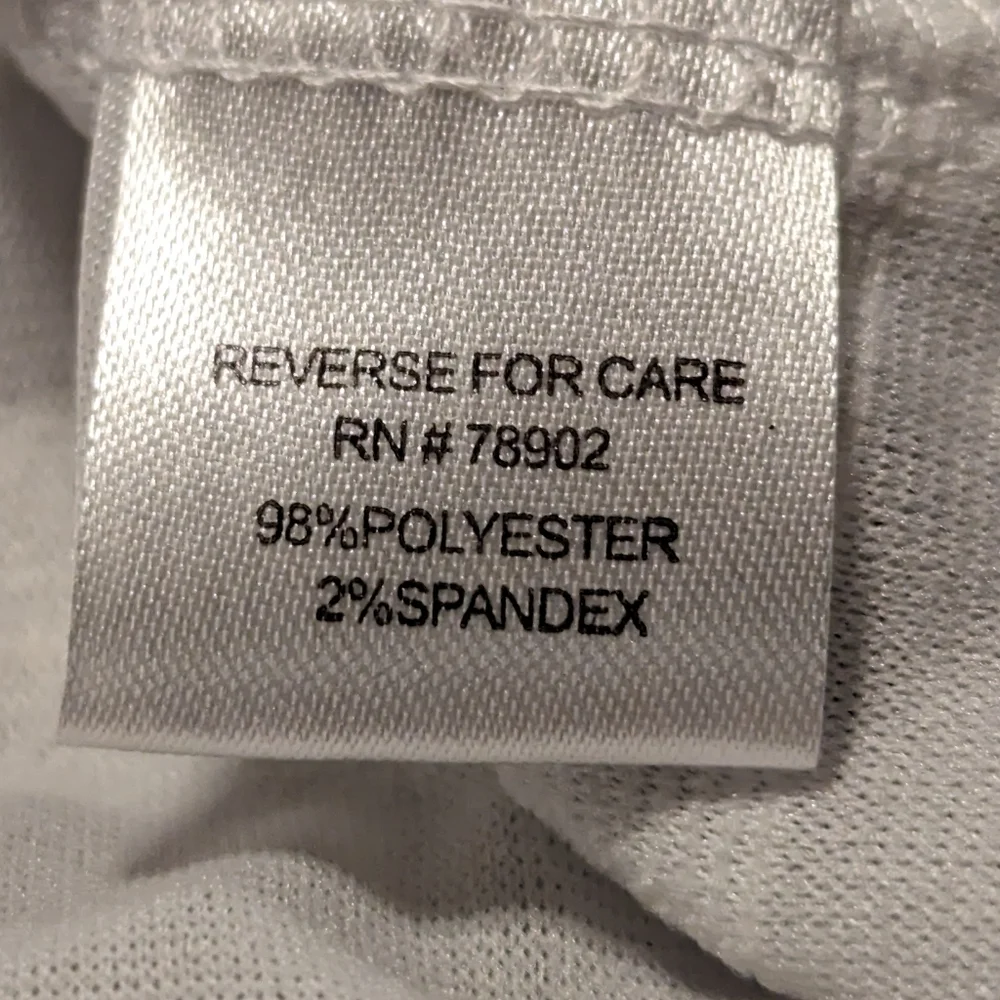 REVERSE FOR CARE
RN # 78902
98%POLYESTER
2%SPANDEX